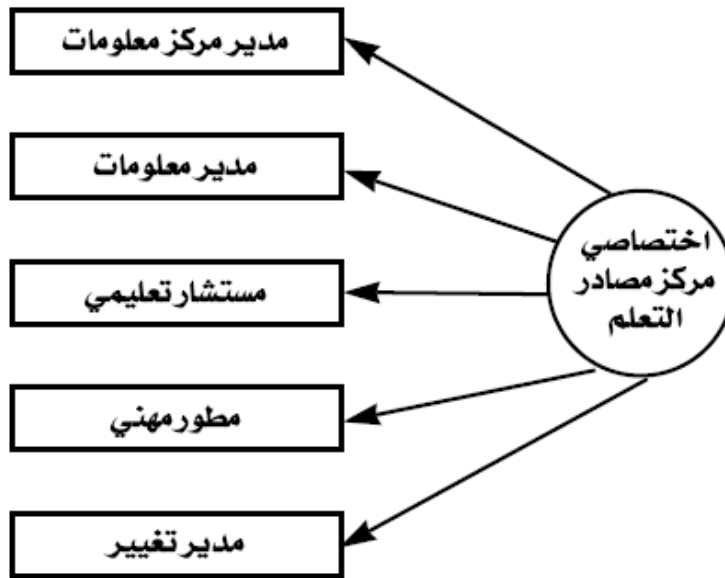 اختصاصي
مركز مصادر
التعلم
مدير مركز معلومات
مدير معلومات
مستشار تعليمي
مطور مهني
مدير تغيير